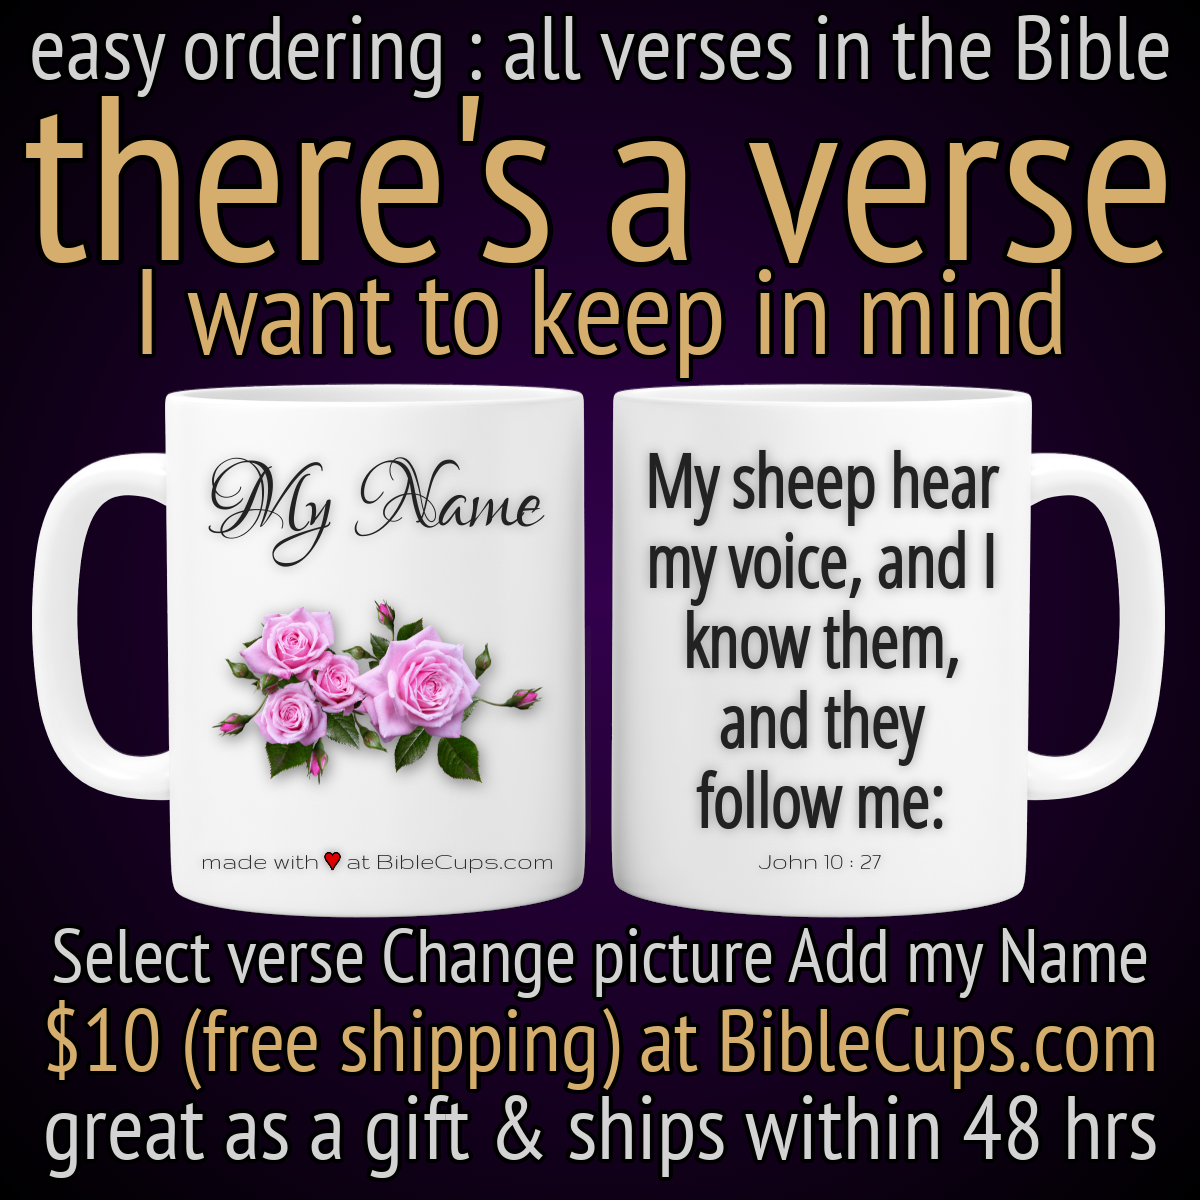 easy ordering : all verses in the Bible
there's a verse
I want to keep in mind
My Name
made with ❤ at BibleCups.com
My sheep hear
my voice, and I
know them,
and they
follow me:
John 10 : 27
Select verse Change picture Add my Name
$10 (free shipping) at BibleCups.com
great as a gift & ships within 48 hrs